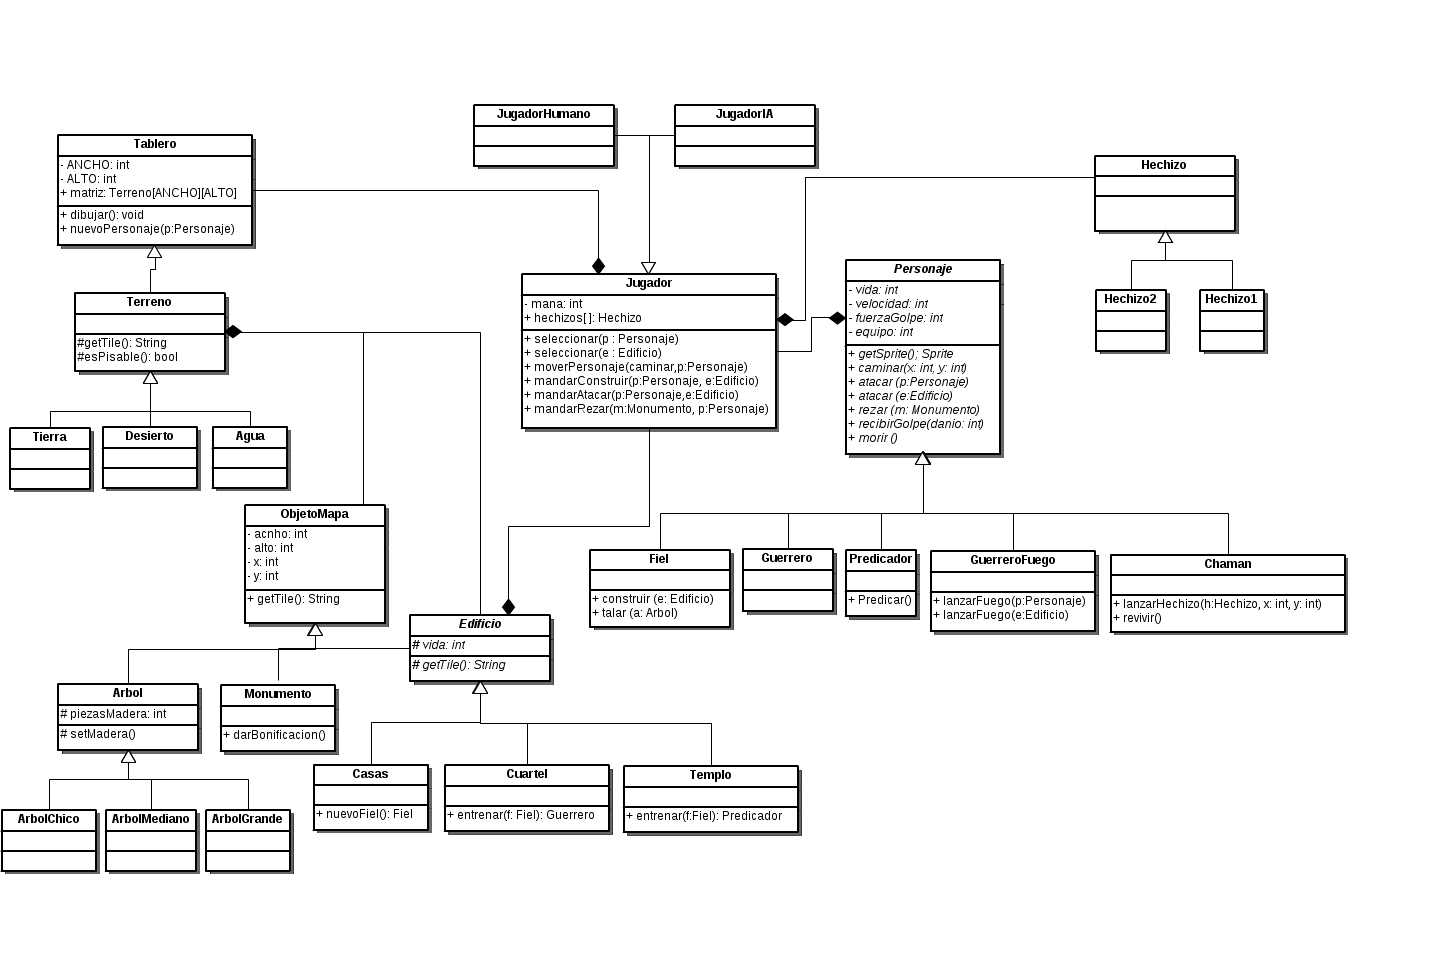 JugadorHumano
JugadorIA
Tablero
- ANCHO: int
- ALTO: int
+ matriz: Terreno[ANCHO][ALTO]
+ dibujar(): void
+ nuevoPersonaje(p:Personaje)
Hechizo
Hechizo2
Hechizo1
Terreno
#getTile(): String
#esPisable(): bool
Tierra
Desierto
Agua
Jugador
- mana: int
+ hechizos[ ]: Hechizo
+ seleccionar(p : Personaje)
+ seleccionar(e : Edificio)
+ moverPersonaje(caminar,p:Personaje)
+ mandarConstruir(p:Personaje, e:Edificio)
+ mandarAtacar(p:Personaje,e:Edificio)
+ mandarRezar(m:Monumento, p:Personaje)
Personaje
- vida: int
- velocidad: int
- fuerzaGolpe: int
- equipo: int
+ getSprite(); Sprite
+ caminar(x: int, y: int)
+ atacar (p:Personaje)
+ atacar (e:Edificio)
+ rezar (m: Monumento)
+ recibirGolpe(danio: int)
+ morir ()
ObjetoMapa
- acnho: int
- alto: int
- x: int
- y: int
+ getTile(): String
Fiel
+ construir (e: Edificio)
+ talar (a: Arbol)
Guerrero
Predicador
+ Predicar()
GuerreroFuego
+ lanzarFuego(p:Personaje)
+ lanzarFuego(e:Edificio)
Chaman
+ lanzarHechizo(h:Hechizo, x: int, y: int)
+ revivir()
Edificio
# vida: int
# getTile(): String
Arbol
# piezasMadera: int
# setMadera()
Monumento
+ darBonificacion()
Casas
+ nuevoFiel(): Fiel
Cuartel
+ entrenar(f: Fiel): Guerrero
Templo
+ entrenar(f:Fiel): Predicador
ArbolChico
ArbolMediano
ArbolGrande